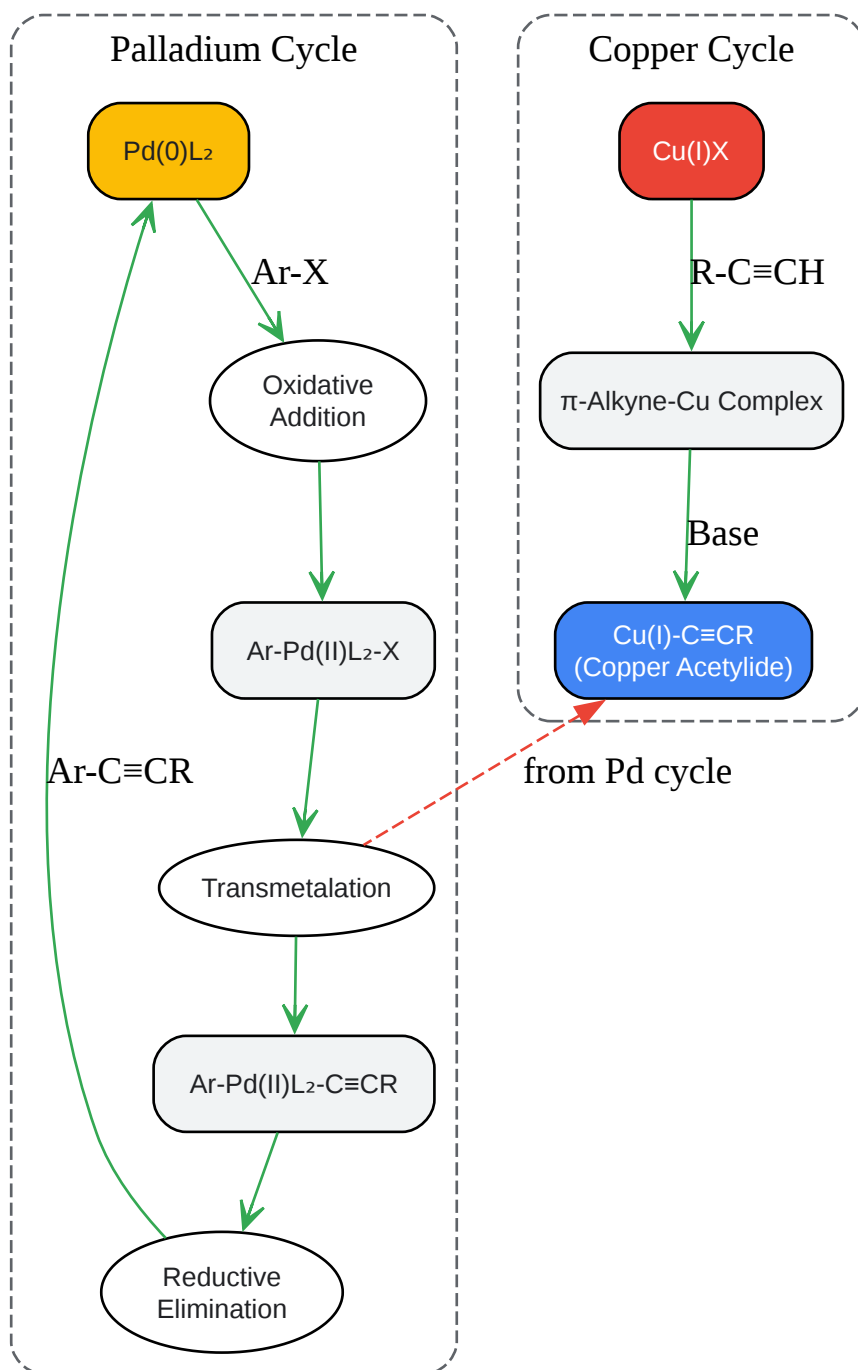 Palladium Cycle
Pd(0)L₂
Ar-X
Oxidative
Addition
Ar-Pd(II)L₂-X
Ar-C≡CR
Transmetalation
Ar-Pd(II)L₂-C≡CR
Reductive
Elimination
Copper Cycle
Cu(I)X
R-C≡CH
π-Alkyne-Cu Complex
Base
Cu(I)-C≡CR
(Copper Acetylide)
from Pd cycle